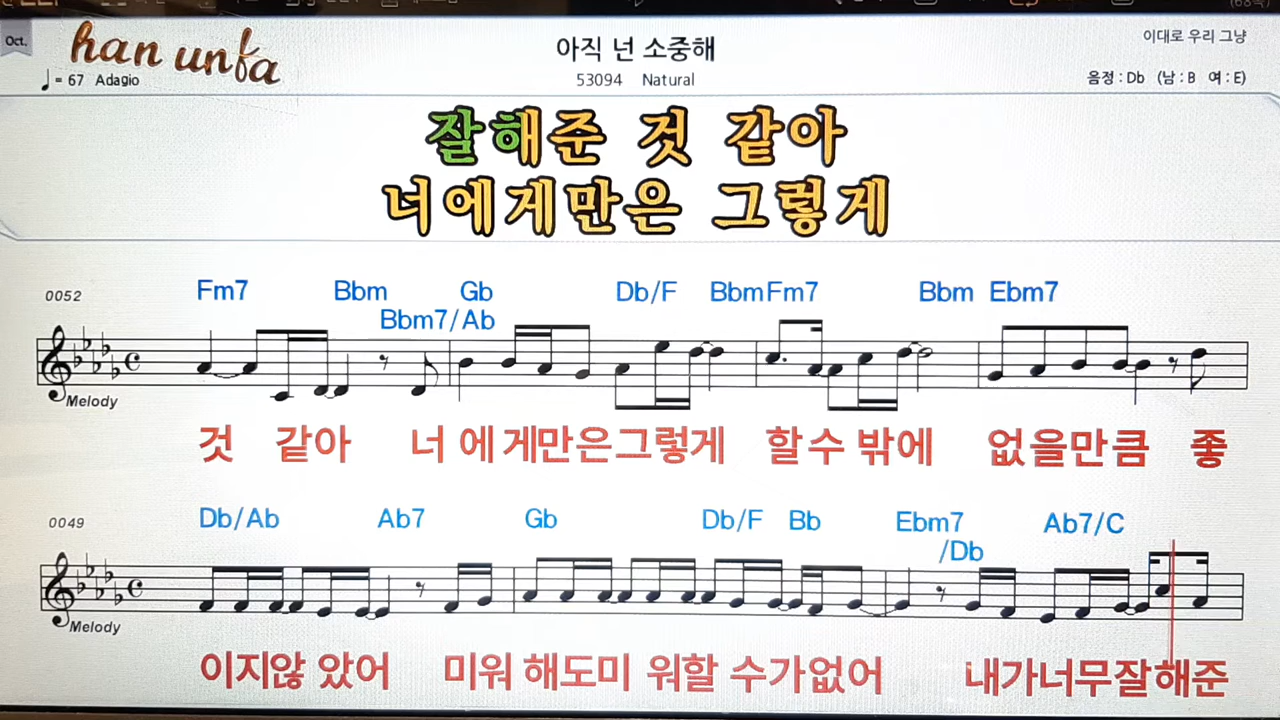 Oct.
han unfa
이대로 우리 그냥
아직 넌 소중해
♩= 67 Adagio
53094 Natural
음정 : Db (남 : B 여 : E)
잘해준 것 같아
너에게만은 그렇게
0052
Fm7 Bbm Gb Db/F Bbm Fm7 Bbm Ebm7
Bbm7/Ab
Melody
것 같아 너 에 게만은그렇게 할수 밖에 없을만큼 좋
0049
Db/Ab Ab7 Gb Db/F Bb Ebm7 Ab7/C
/Db
Melody
이지않 았어 미워 해도미 워할 수가없어 내가너무잘해준